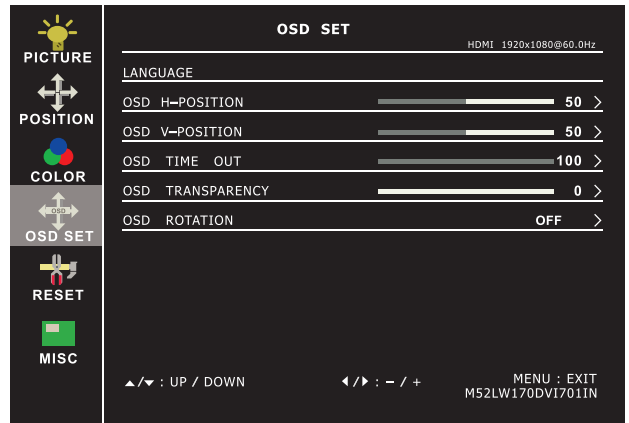 PICTURE
POSITION
COLOR
OSD
OSD SET
RESET
MISC
OSD SET
HDMI 1920x1080@60.0Hz
LANGUAGE
OSD H-POSITION 50 >
OSD V-POSITION 50 >
OSD TIME OUT 100 >
OSD TRANSPARENCY 0 >
OSD ROTATION OFF >
▲/▼ : UP / DOWN ◀/▶ : - / + MENU : EXIT
M52LW170DVI701IN